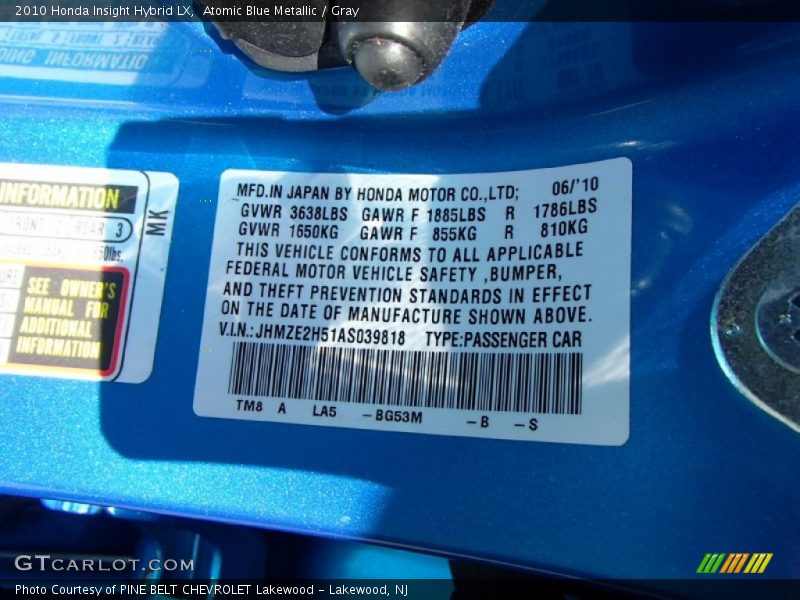 2010 Honda Insight Hybrid LX, Atomic Blue Metallic / Gray
INFORMATION
REAR 3
MK
SEE OWNER'S
MANUAL FOR
ADDITIONAL
INFORMATION
MFD.IN JAPAN BY HONDA MOTOR CO.,LTD; 06/'10
GVWR 3638LBS GAWR F 1885LBS R 1786LBS
GVWR 1650KG GAWR F 855KG R 810KG
THIS VEHICLE CONFORMS TO ALL APPLICABLE
FEDERAL MOTOR VEHICLE SAFETY ,BUMPER,
AND THEFT PREVENTION STANDARDS IN EFFECT
ON THE DATE OF MANUFACTURE SHOWN ABOVE.
V.I.N.:JHMZE2H51AS039818 TYPE:PASSENGER CAR
TM8 A LA5 -BG53M -B -S
GTCARLOT.COM
Photo Courtesy of PINE BELT CHEVROLET Lakewood - Lakewood, NJ